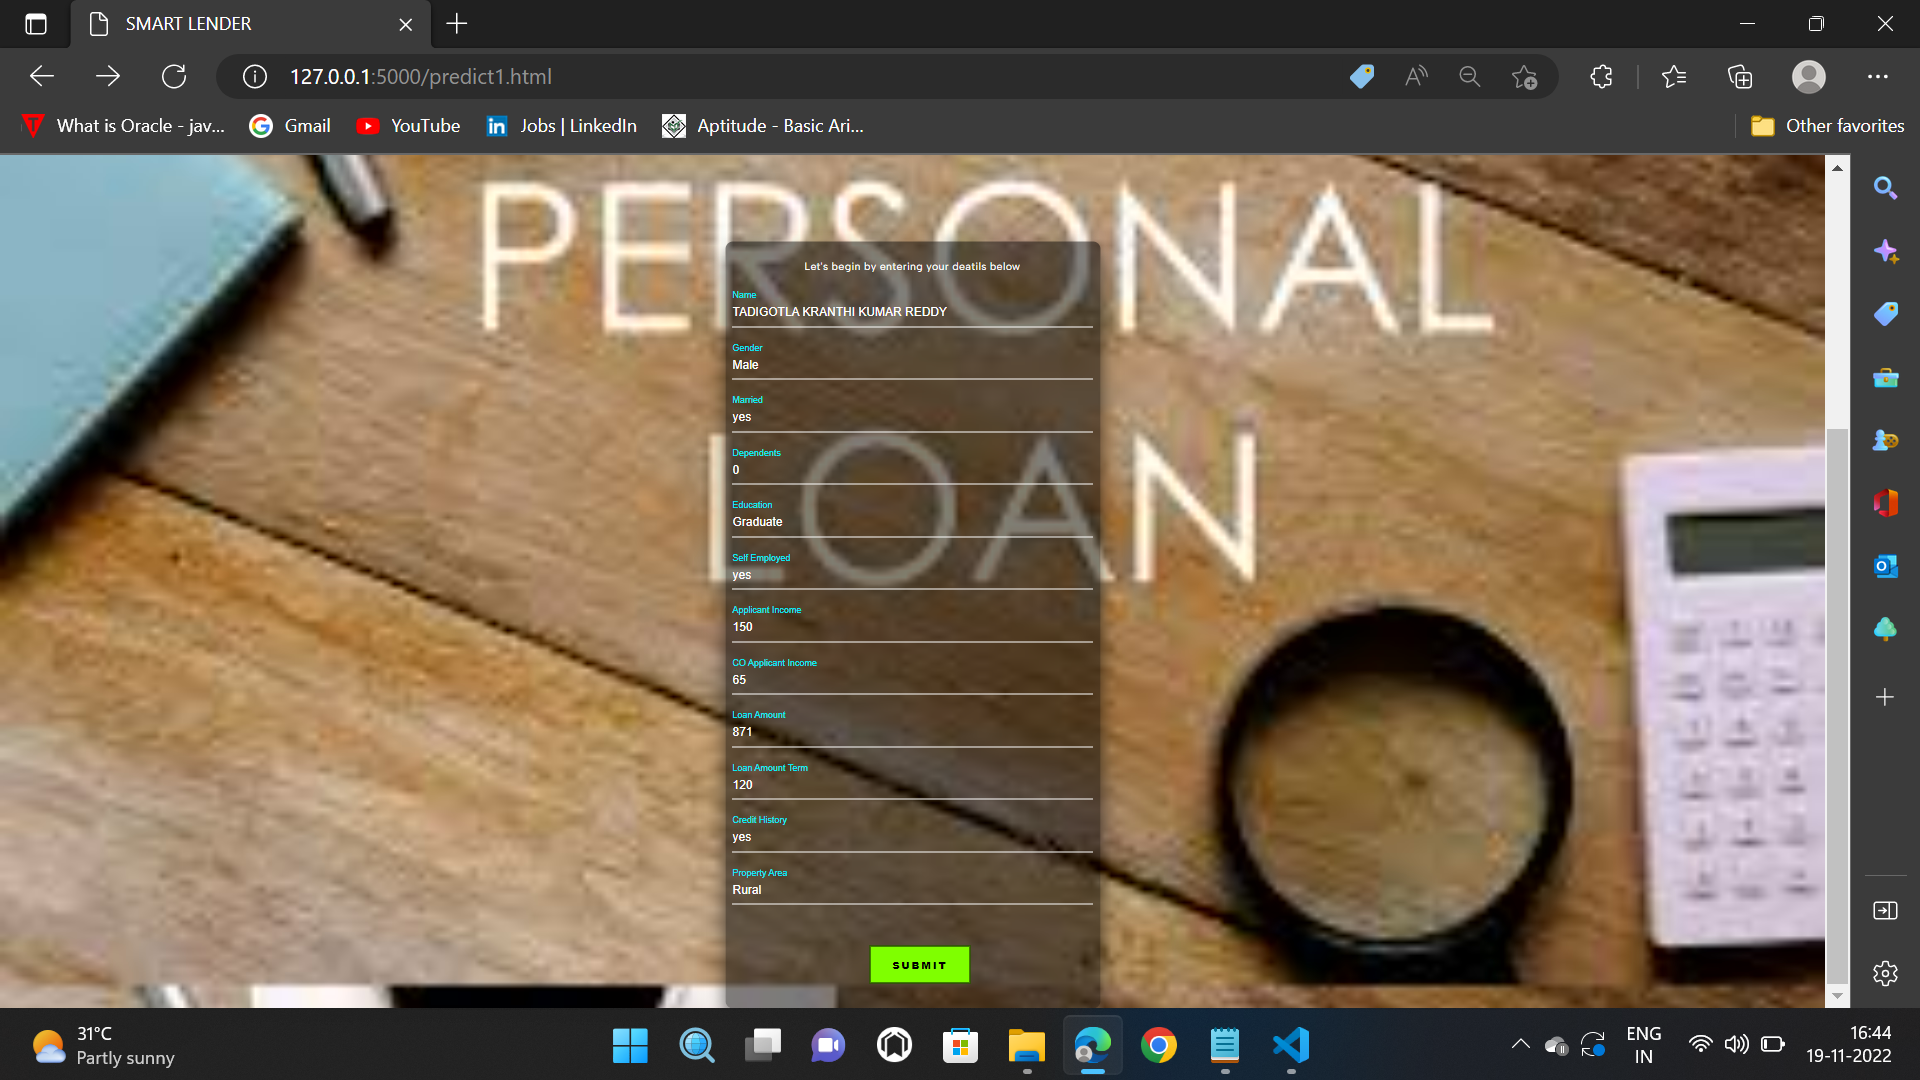 SMART LENDER
127.0.0.1:5000/predict1.html
What is Oracle - jav...
Gmail
YouTube
Jobs | LinkedIn
Aptitude - Basic Ari...
Other favorites
PERSONAL
LOAN
Let's begin by entering your deatils below
Name
TADIGOTLA KRANTHI KUMAR REDDY
Gender
Male
Married
yes
Dependents
0
Education
Graduate
Self Employed
yes
Applicant Income
150
CO Applicant Income
65
Loan Amount
871
Loan Amount Term
120
Credit History
yes
Property Area
Rural
SUBMIT
31°C
Partly sunny
ENG
IN
16:44
19-11-2022